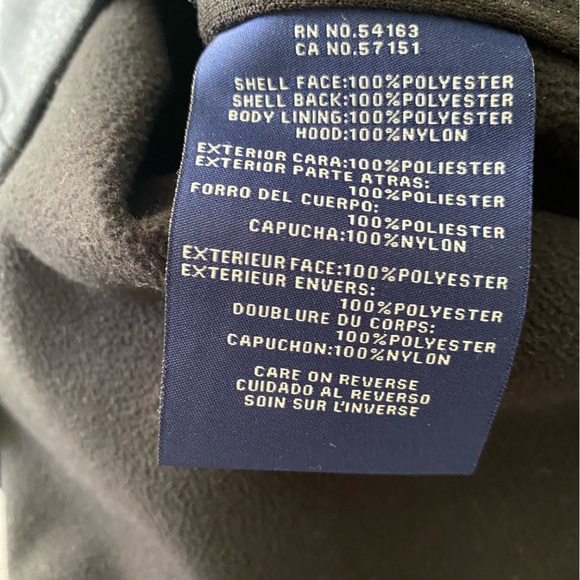 RN NO.54163
CA NO.57151
SHELL FACE:100%POLYESTER
SHELL BACK:100%POLYESTER
BODY LINING:100%POLYESTER
HOOD:100%NYLON
EXTERIOR CARA:100%POLIESTER
EXTERIOR PARTE ATRAS:
100%POLIESTER
FORRO DEL CUERPO:
100%POLIESTER
CAPUCHA:100%NYLON
EXTERIEUR FACE:100%POLYESTER
EXTERIEUR ENVERS:
100%POLYESTER
DOUBLURE DU CORPS:
100%POLYESTER
CAPUCHON:100%NYLON
CARE ON REVERSE
CUIDADO AL REVERSO
SOIN SUR L'INVERSE